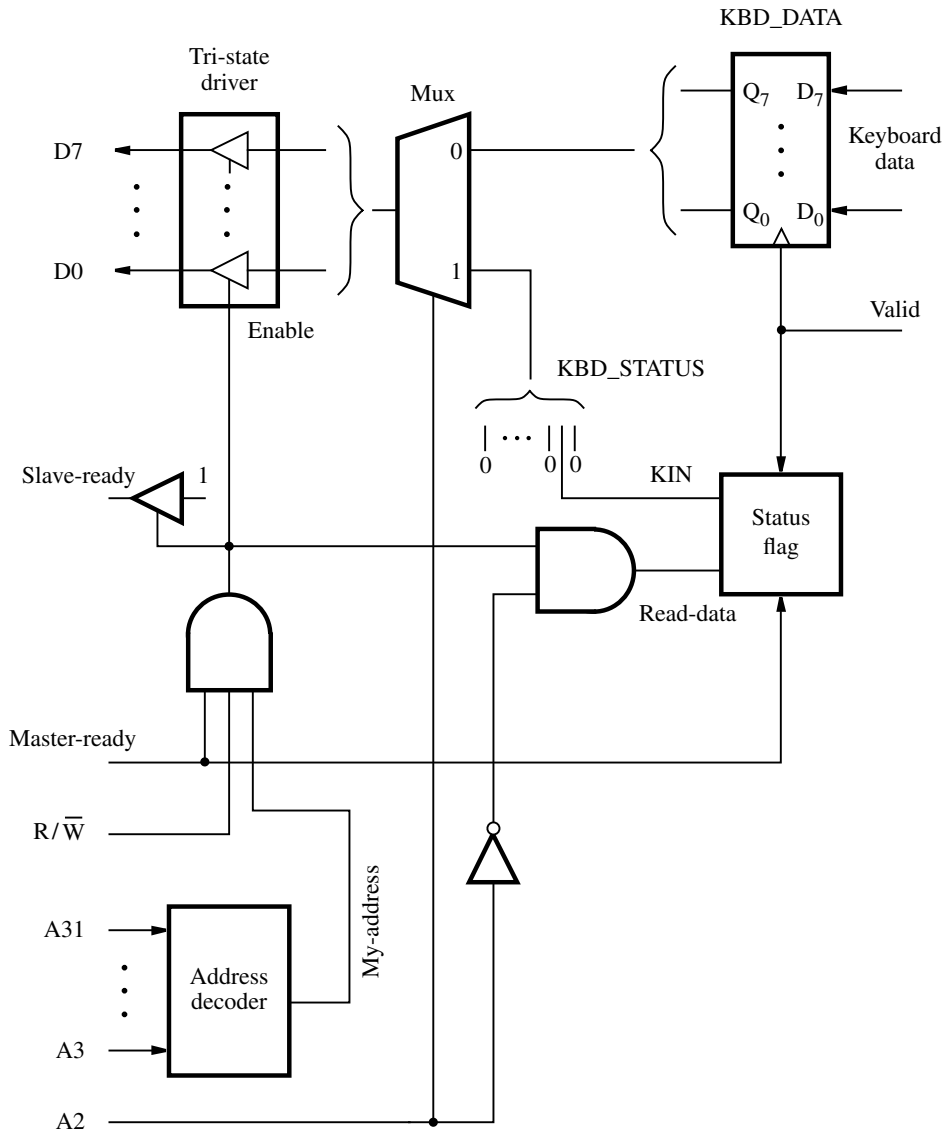 KBD_DATA
Tri-state
driver
Mux
Q7 D7
D7
0
Keyboard
data
Q0 D0
D0
1
Enable
Valid
KBD_STATUS
0 0 0
Slave-ready
1
KIN
Status
flag
Read-data
Master-ready
R/W̅
My-address
A31
Address
decoder
A3
A2